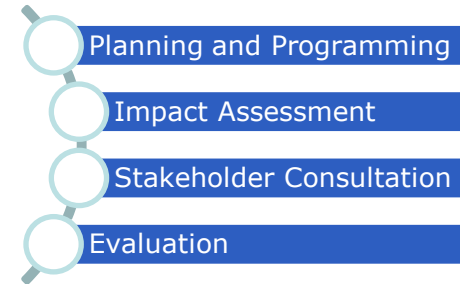 Planning and Programming
Impact Assessment
Stakeholder Consultation
Evaluation